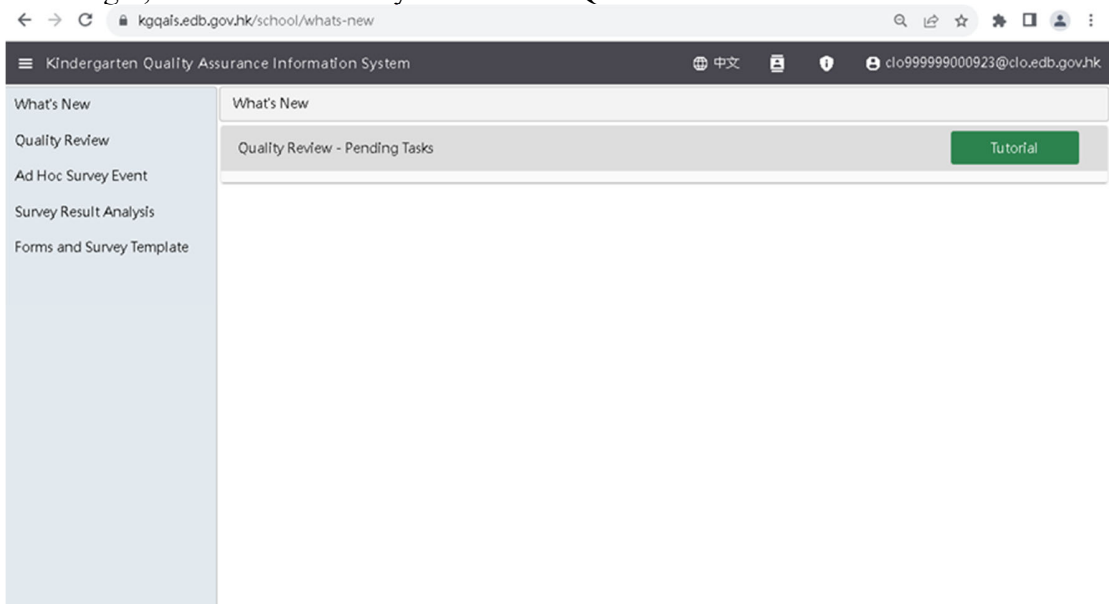 kgqais.edb.gov.hk/school/whats-new
Kindergarten Quality Assurance Information System 中文 clo999999000923@clo.edb.gov.hk
What's New
Quality Review
Ad Hoc Survey Event
Survey Result Analysis
Forms and Survey Template
What's New
Quality Review - Pending Tasks Tutorial